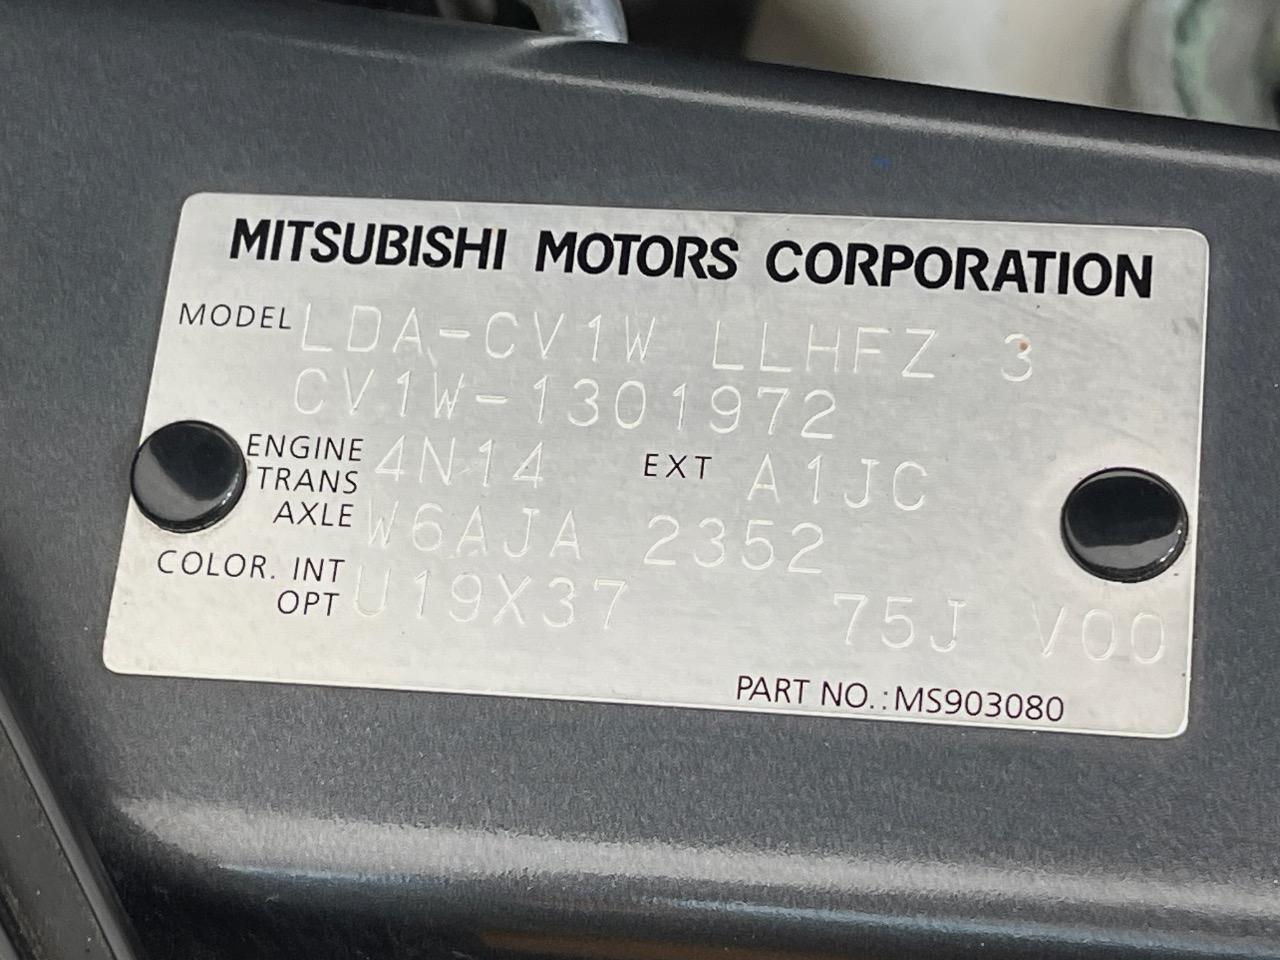 MITSUBISHI MOTORS CORPORATION
MODEL LDA-CV1W LLHFZ 3
CV1W-1301972
ENGINE 4N14 EXT A1JC
TRANS
AXLE W6AJA 2352
COLOR. INT
OPT U19X37 75J V00
PART NO.:MS903080